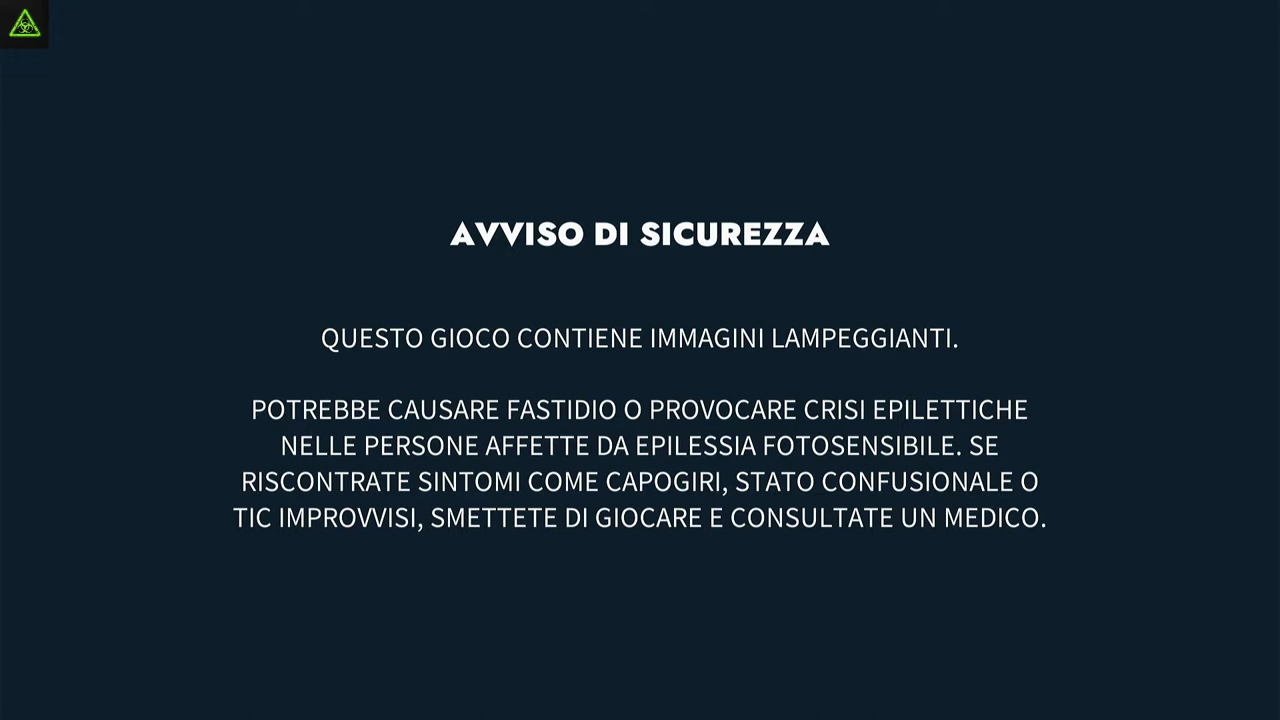 AVVISO DI SICUREZZA
QUESTO GIOCO CONTIENE IMMAGINI LAMPEGGIANTI.
POTREBBE CAUSARE FASTIDIO O PROVOCARE CRISI EPILETTICHE
NELLE PERSONE AFFETTE DA EPILESSIA FOTOSENSIBILE. SE
RISCONTRATE SINTOMI COME CAPOGIRI, STATO CONFUSIONALE O
TIC IMPROVVISI, SMETTETE DI GIOCARE E CONSULTATE UN MEDICO.